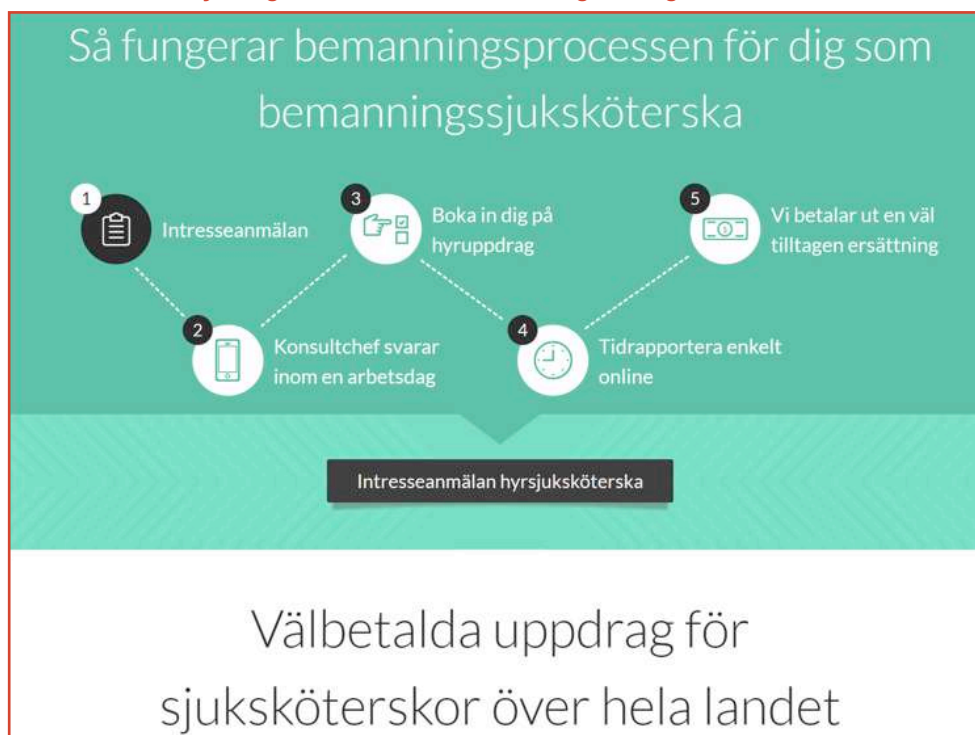 Så fungerar bemanningsprocessen för dig som
bemanningssjuksköterska
1
Intresseanmälan
2
Konsultchef svarar
inom en arbetsdag
3
Boka in dig på
hyruppdrag
4
Tidrapportera enkelt
online
5
Vi betalar ut en väl
tilltagen ersättning
Intresseanmälan hyrsjuksköterska
Välbetalda uppdrag för
sjuksköterskor över hela landet